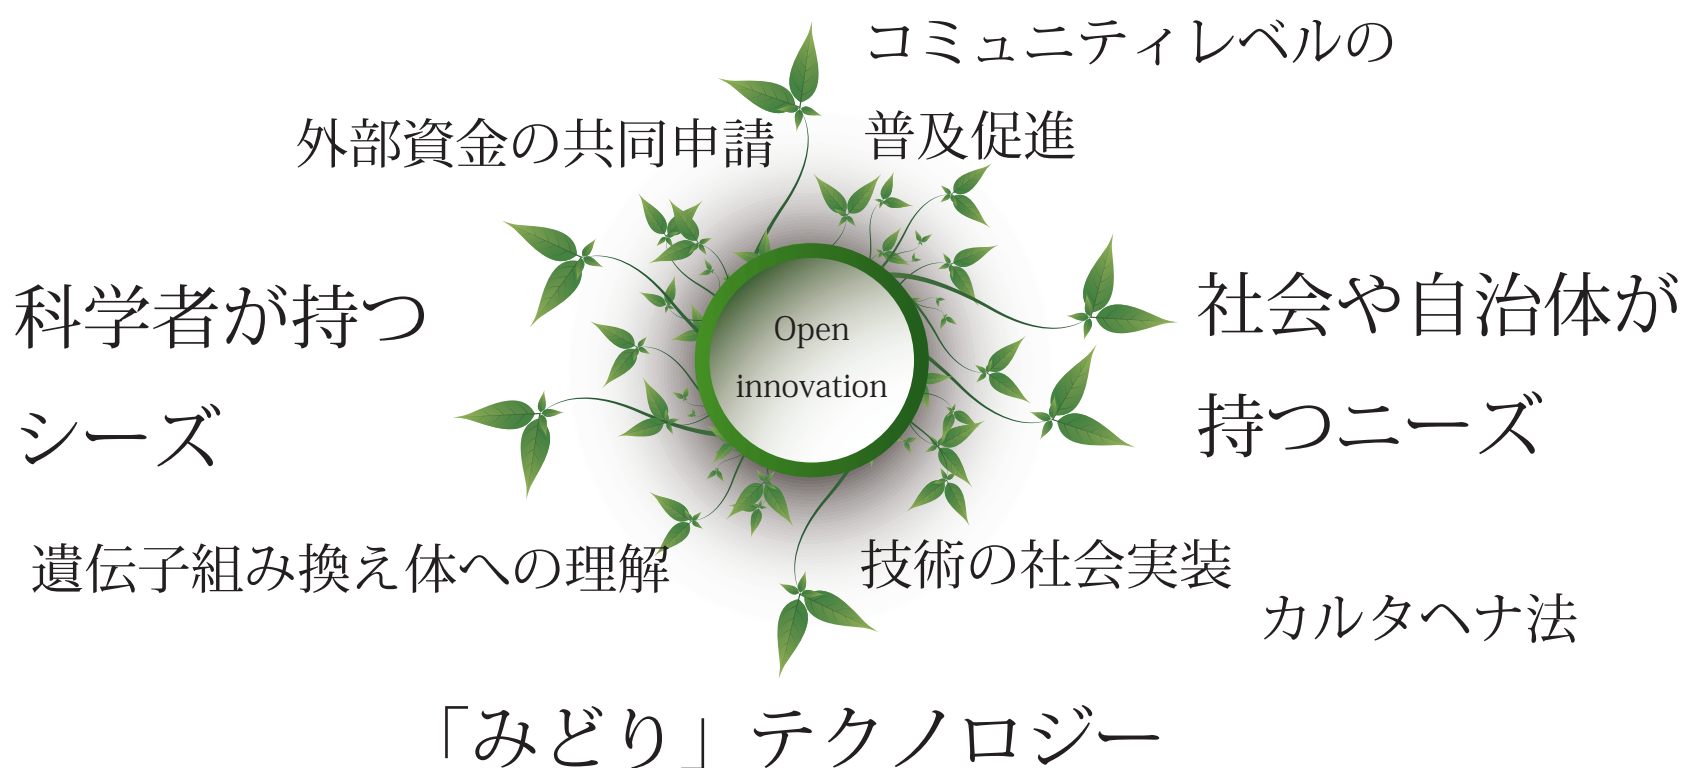 コミュニティレベルの
普及促進
外部資金の共同申請
科学者が持つ
シーズ
Open
innovation
社会や自治体が
持つニーズ
遺伝子組み換え体への理解
技術の社会実装
カルタヘナ法
「みどり」テクノロジー